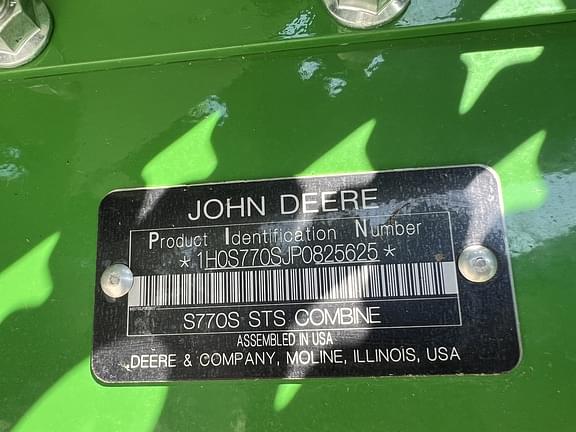 JOHN DEERE
Product Identification Number
*1H0S770SJP0825625*
S770S STS COMBINE
ASSEMBLED IN USA
DEERE & COMPANY, MOLINE, ILLINOIS, USA